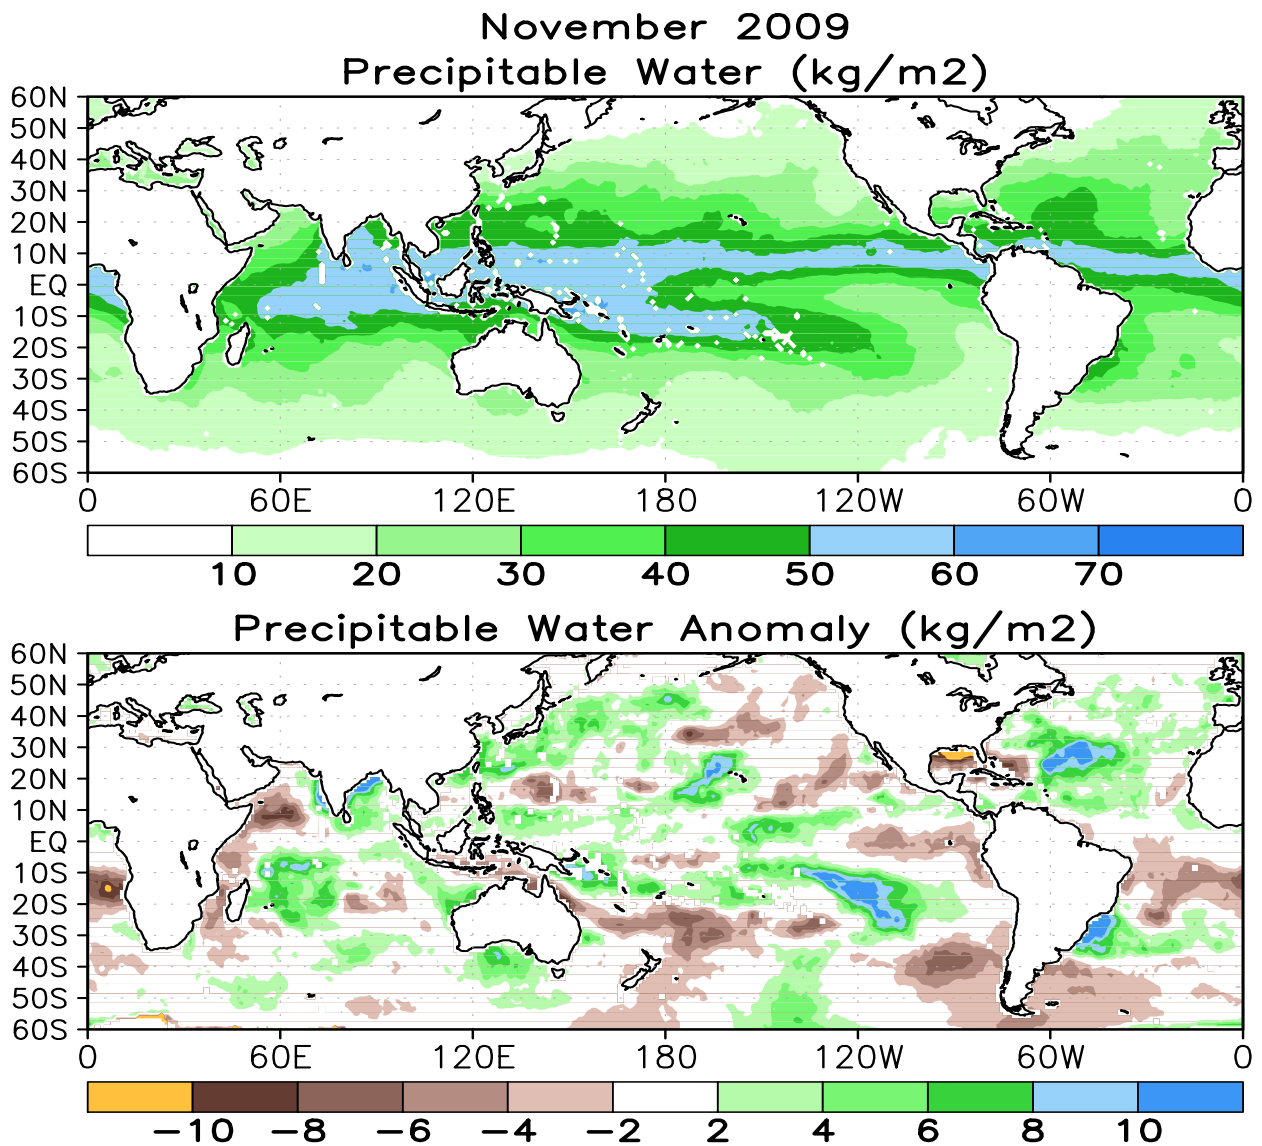 November 2009
Precipitable Water (kg/m2)
60N
50N
40N
30N
20N
10N
EQ
10S
20S
30S
40S
50S
60S
0 60E 120E 180 120W 60W 0
10 20 30 40 50 60 70
Precipitable Water Anomaly (kg/m2)
60N
50N
40N
30N
20N
10N
EQ
10S
20S
30S
40S
50S
60S
0 60E 120E 180 120W 60W 0
−10 −8 −6 −4 −2 2 4 6 8 10